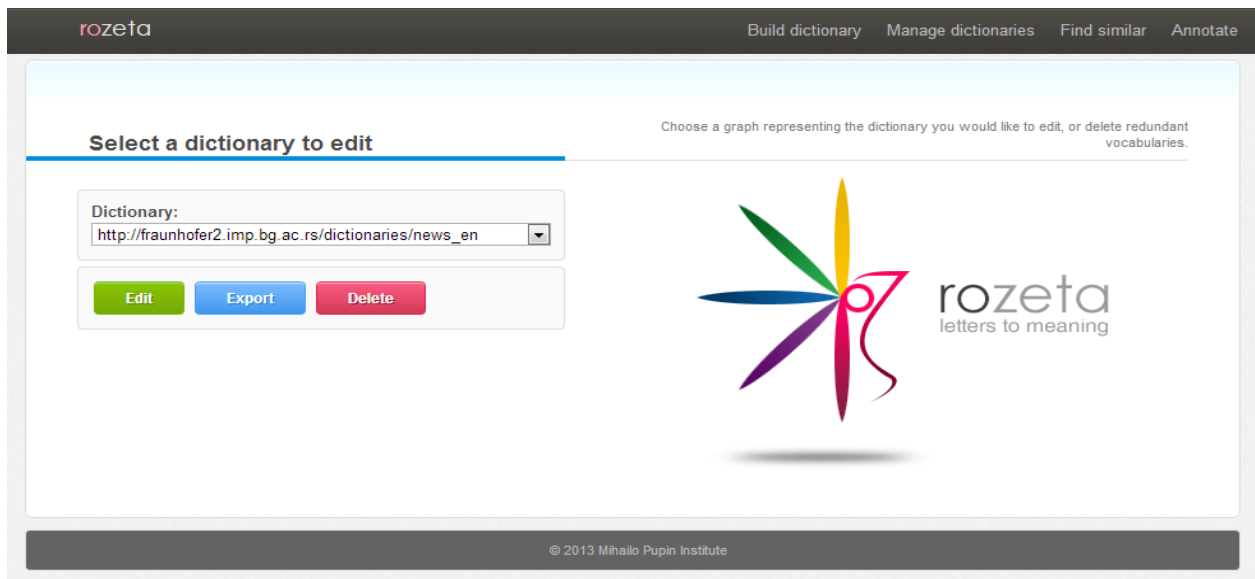 rozeta
Build dictionary Manage dictionaries Find similar Annotate
Select a dictionary to edit
Choose a graph representing the dictionary you would like to edit, or delete redundant
vocabularies.
Dictionary:
http://fraunhofer2.imp.bg.ac.rs/dictionaries/news_en
Edit Export Delete
rozeta
letters to meaning
© 2013 Mihailo Pupin Institute